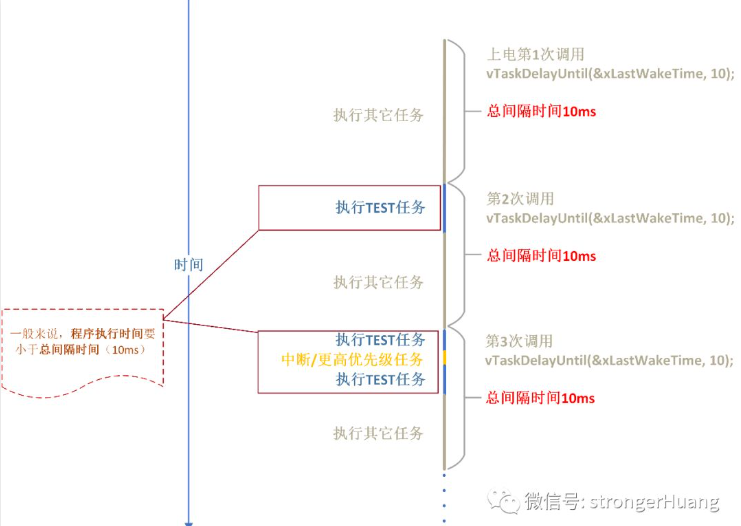 上电第1次调用
vTaskDelayUntil(&xLastWakeTime, 10);
执行其它任务
总间隔时间10ms
执行TEST任务
第2次调用
vTaskDelayUntil(&xLastWakeTime, 10);
总间隔时间10ms
时间
执行其它任务
一般来说，程序执行时间要
小于总间隔时间（10ms）
执行TEST任务
中断/更高优先级任务
执行TEST任务
第3次调用
vTaskDelayUntil(&xLastWakeTime, 10);
总间隔时间10ms
执行其它任务
微信号: strongerHuang